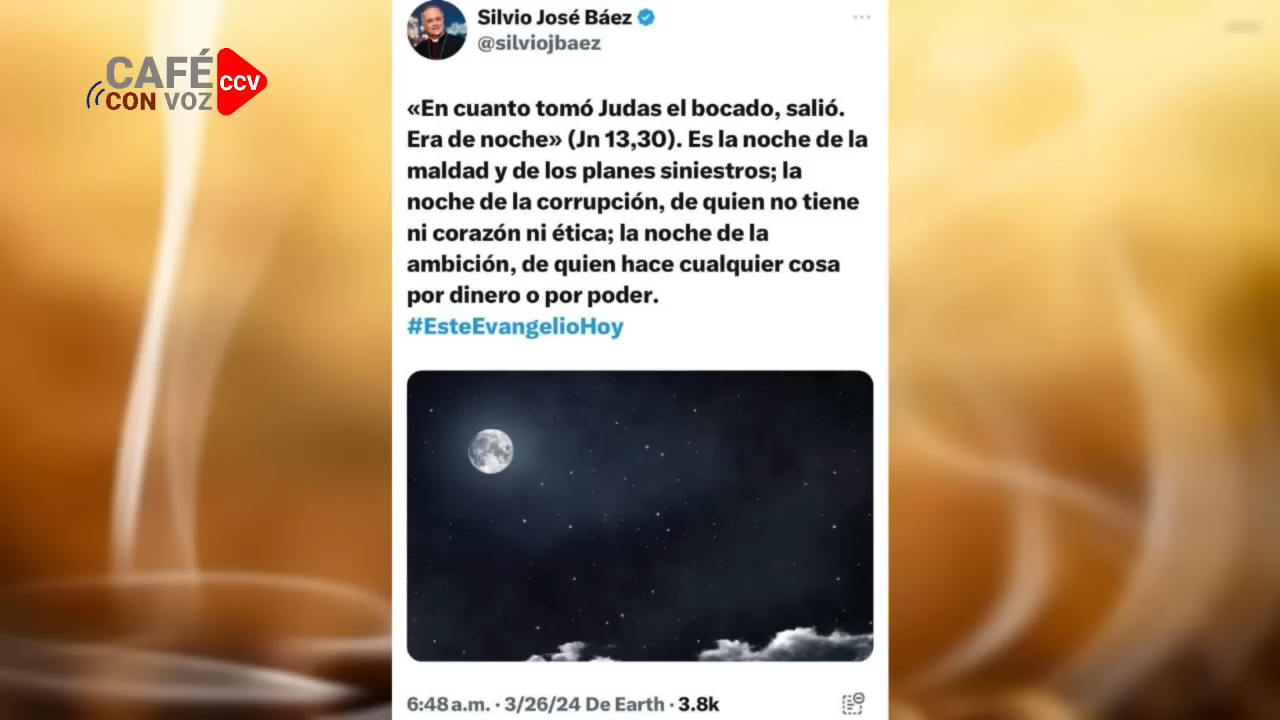 CAFÉ
CON VOZ
CCV
Silvio José Báez
@silviojbaez
«En cuanto tomó Judas el bocado, salió.
Era de noche» (Jn 13,30). Es la noche de la
maldad y de los planes siniestros; la
noche de la corrupción, de quien no tiene
ni corazón ni ética; la noche de la
ambición, de quien hace cualquier cosa
por dinero o por poder.
#EsteEvangelioHoy
6:48 a.m. · 3/26/24 De Earth · 3.8k